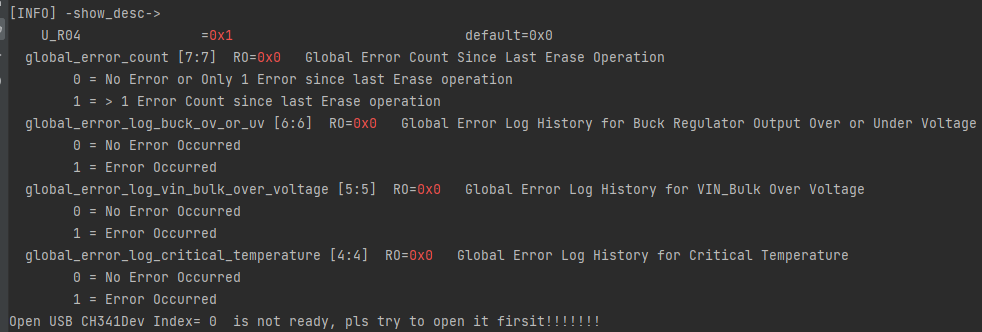 [INFO] -show_desc->
U_R04 =0x1 default=0x0
global_error_count [7:7] RO=0x0 Global Error Count Since Last Erase Operation
0 = No Error or Only 1 Error since last Erase operation
1 = > 1 Error Count since last Erase operation
global_error_log_buck_ov_or_uv [6:6] RO=0x0 Global Error Log History for Buck Regulator Output Over or Under Voltage
0 = No Error Occurred
1 = Error Occurred
global_error_log_vin_bulk_over_voltage [5:5] RO=0x0 Global Error Log History for VIN_Bulk Over Voltage
0 = No Error Occurred
1 = Error Occurred
global_error_log_critical_temperature [4:4] RO=0x0 Global Error Log History for Critical Temperature
0 = No Error Occurred
1 = Error Occurred
Open USB CH341Dev Index= 0 is not ready, pls try to open it firsit!!!!!!!